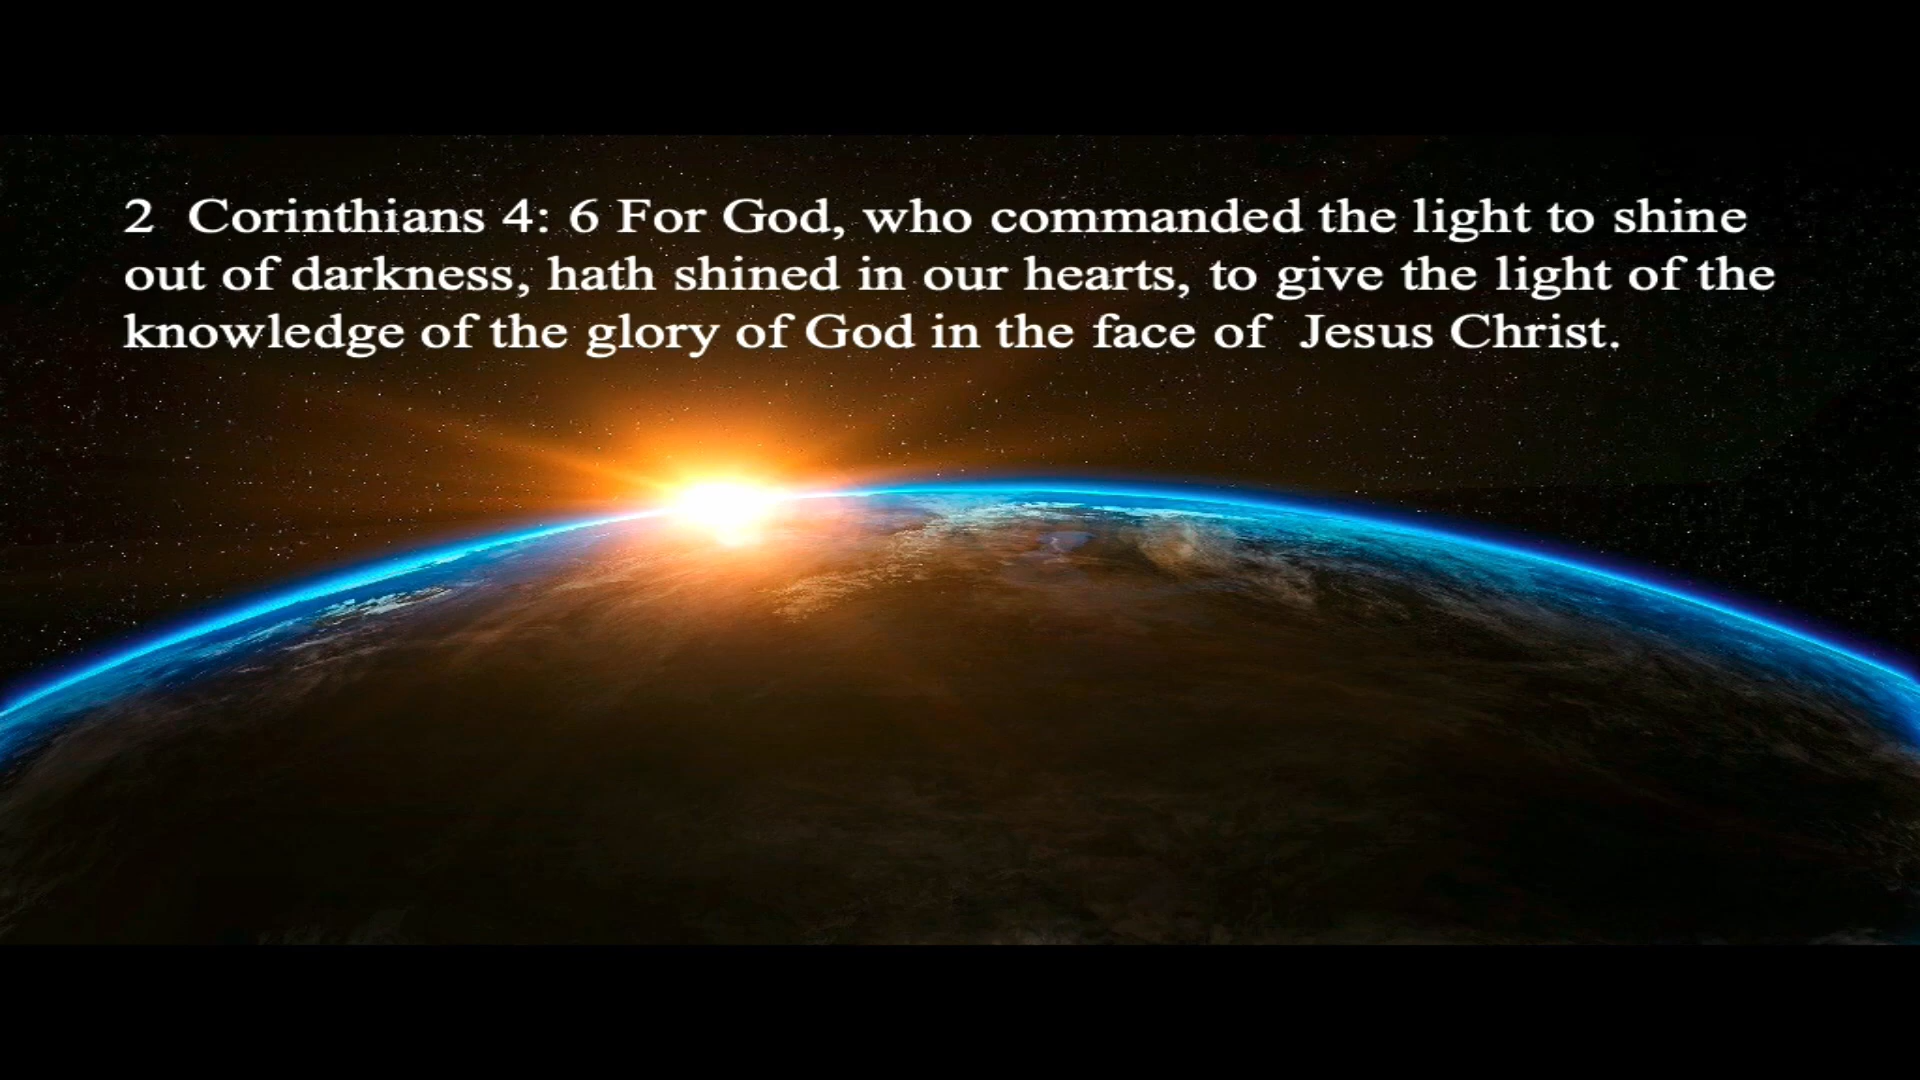 2  Corinthians 4: 6 For God, who commanded the light to shine
out of darkness, hath shined in our hearts, to give the light of the
knowledge of the glory of God in the face of  Jesus Christ.